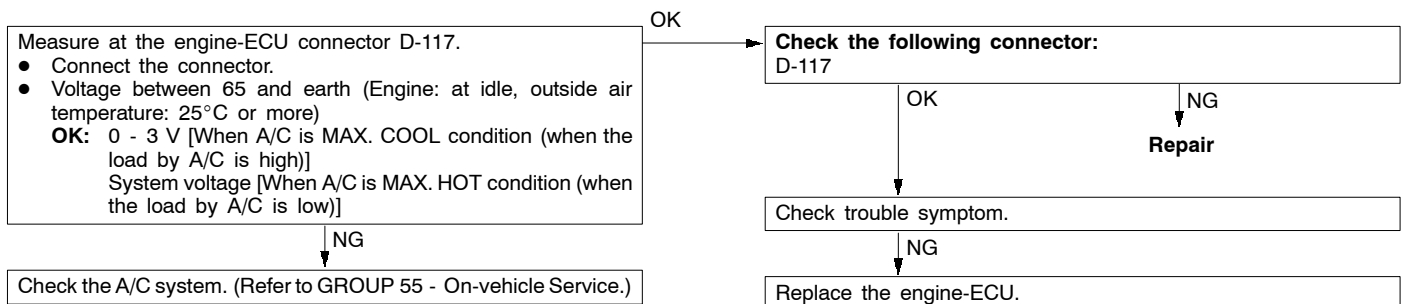 Measure at the engine-ECU connector D-117.
● Connect the connector.
● Voltage between 65 and earth (Engine: at idle, outside air
temperature: 25°C or more)
OK: 0 - 3 V [When A/C is MAX. COOL condition (when the
load by A/C is high)]
System voltage [When A/C is MAX. HOT condition (when
the load by A/C is low)]
NG
Check the A/C system. (Refer to GROUP 55 - On-vehicle Service.)
OK
Check the following connector:
D-117
OK
NG
Repair
Check trouble symptom.
NG
Replace the engine-ECU.